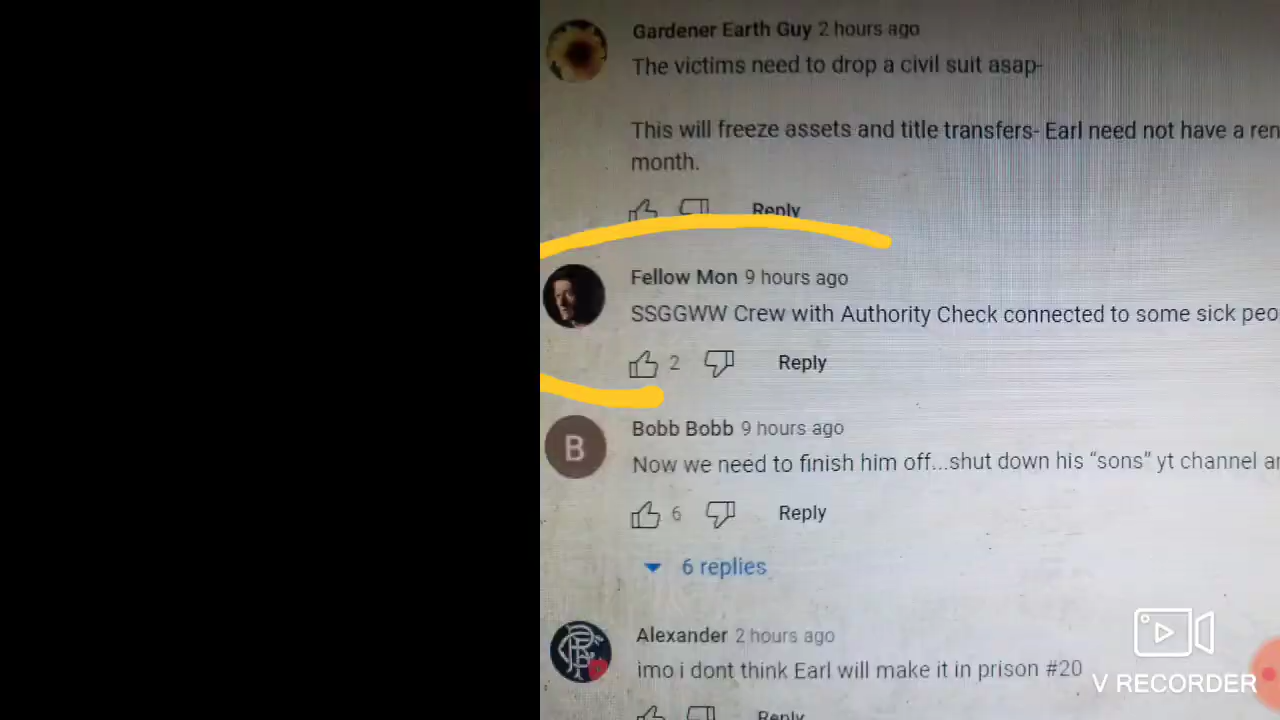 Gardener Earth Guy 2 hours ago
The victims need to drop a civil suit asap-
This will freeze assets and title transfers- Earl need not have a ren
month.
Reply
Fellow Mon 9 hours ago
SSGGWW Crew with Authority Check connected to some sick peo
2 Reply
B
Bobb Bobb 9 hours ago
Now we need to finish him off...shut down his “sons” yt channel
6 Reply
6 replies
Alexander 2 hours ago
imo i dont think Earl will make it in prison #20
Reply
V RECORDER